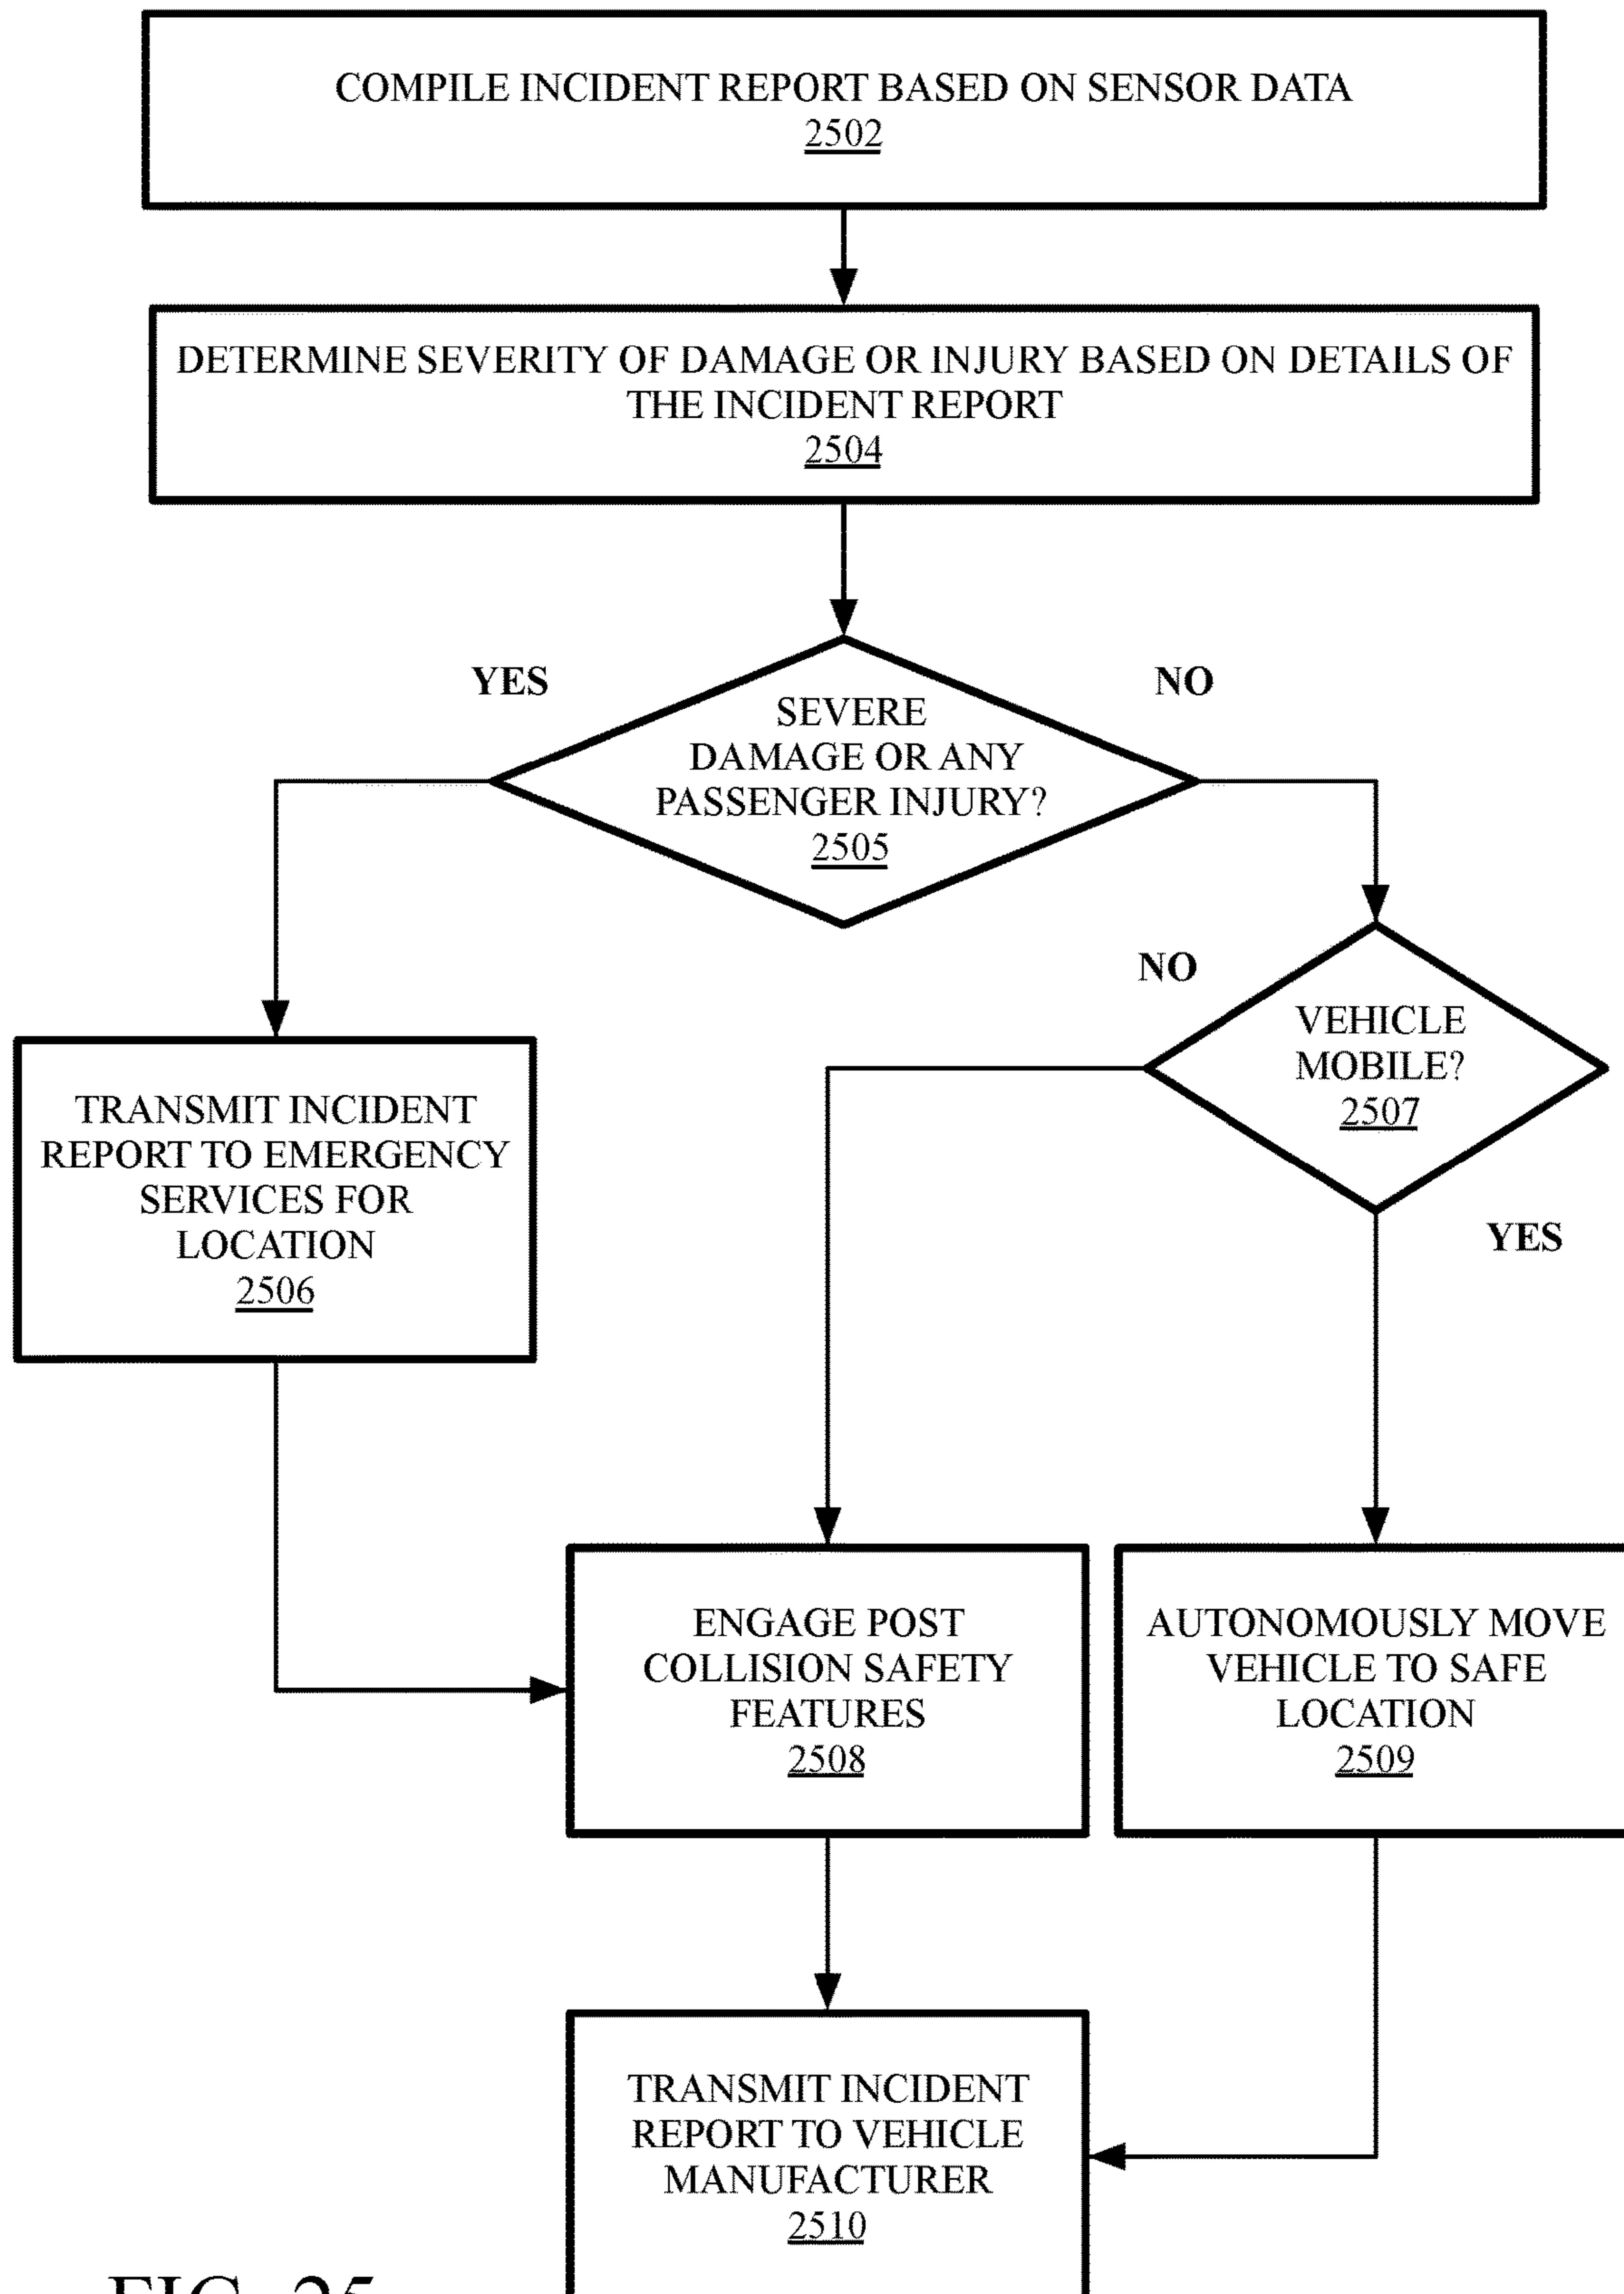 COMPILE INCIDENT REPORT BASED ON SENSOR DATA
2502
DETERMINE SEVERITY OF DAMAGE OR INJURY BASED ON DETAILS OF
THE INCIDENT REPORT
2504
YES
NO
SEVERE
DAMAGE OR ANY
PASSENGER INJURY?
2505
NO
VEHICLE
MOBILE?
2507
YES
TRANSMIT INCIDENT
REPORT TO EMERGENCY
SERVICES FOR
LOCATION
2506
ENGAGE POST
COLLISION SAFETY
FEATURES
2508
AUTONOMOUSLY MOVE
VEHICLE TO SAFE
LOCATION
2509
TRANSMIT INCIDENT
REPORT TO VEHICLE
MANUFACTURER
2510
FIG. 25